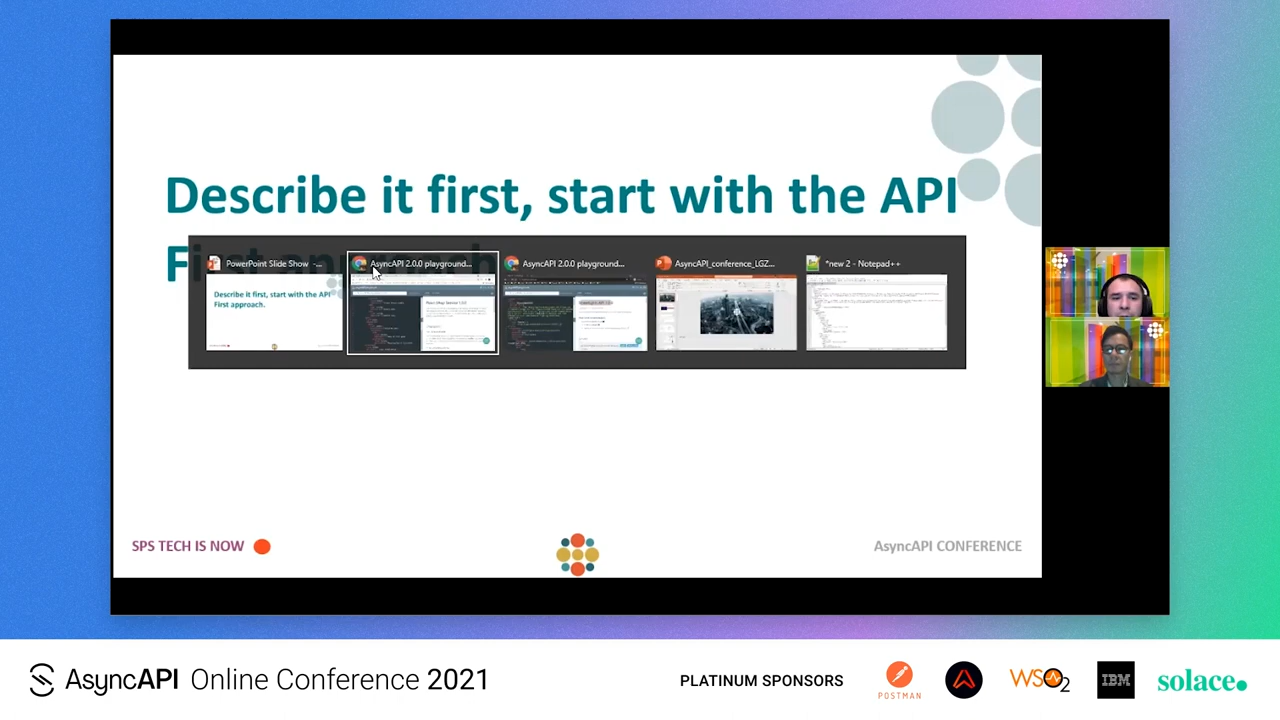 Describe it first, start with the API
PowerPoint Slide Show -...
AsyncAPI 2.0.0 playground...
AsyncAPI 2.0.0 playground...
AsyncAPI_conference_LGZ...
*new 2 - Notepad++
Describe it first, start with the API
First approach.
SPS TECH IS NOW
AsyncAPI CONFERENCE
AsyncAPI Online Conference 2021
PLATINUM SPONSORS
POSTMAN
WSO2
IBM
solace.